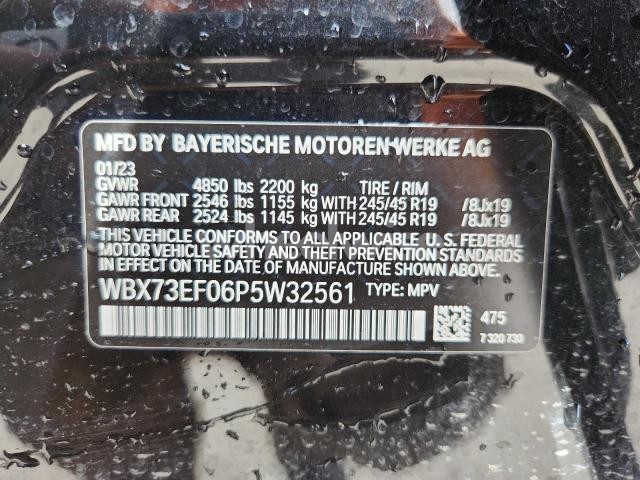 MFD BY BAYERISCHE MOTOREN WERKE AG
01/23
GVWR 4850 lbs 2200 kg TIRE / RIM
GAWR FRONT 2546 lbs 1155 kg WITH 245/45 R19 /8Jx19
GAWR REAR 2524 lbs 1145 kg WITH 245/45 R19 /8Jx19
THIS VEHICLE CONFORMS TO ALL APPLICABLE U. S. FEDERAL
MOTOR VEHICLE SAFETY AND THEFT PREVENTION STANDARDS
IN EFFECT ON THE DATE OF MANUFACTURE SHOWN ABOVE.
WBX73EF06P5W32561 TYPE: MPV
475
7 320 730